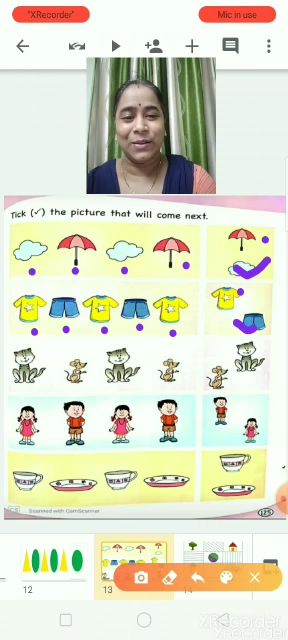 "XRecorder"
Mic in use
Tick (✓) the picture that will come next.
Scanned with CamScanner
125
12
13
14
XRecorder
XRecorder